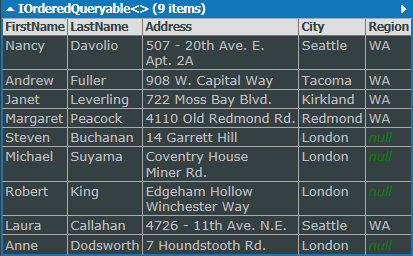 IOrderedQueryable<> (9 items)
FirstName LastName Address City Region
Nancy Davolio 507 - 20th Ave. E. Seattle WA
Apt. 2A
Andrew Fuller 908 W. Capital Way Tacoma WA
Janet Leverling 722 Moss Bay Blvd. Kirkland WA
Margaret Peacock 4110 Old Redmond Rd. Redmond WA
Steven Buchanan 14 Garrett Hill London null
Michael Suyama Coventry House London null
Miner Rd.
Robert King Edgeham Hollow London null
Winchester Way
Laura Callahan 4726 - 11th Ave. N.E. Seattle WA
Anne Dodsworth 7 Houndstooth Rd. London null